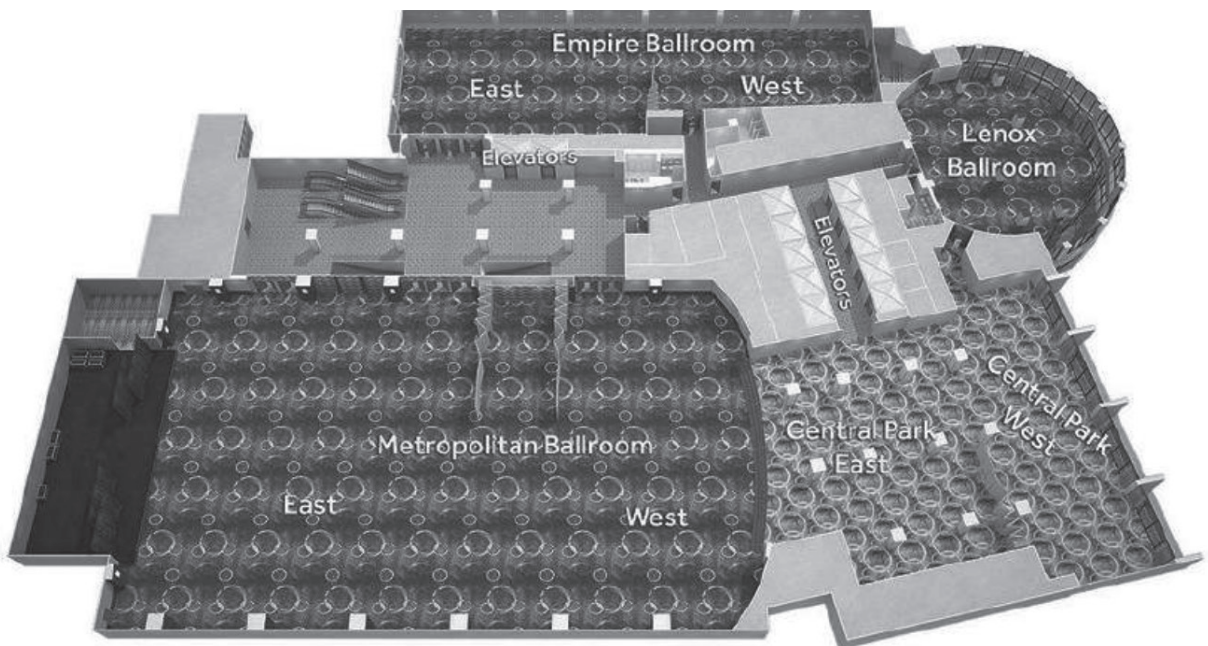 Empire Ballroom
East
West
Lenox
Ballroom
Elevators
Elevators
Central Park
West
Central Park
East
Metropolitan Ballroom
East
West